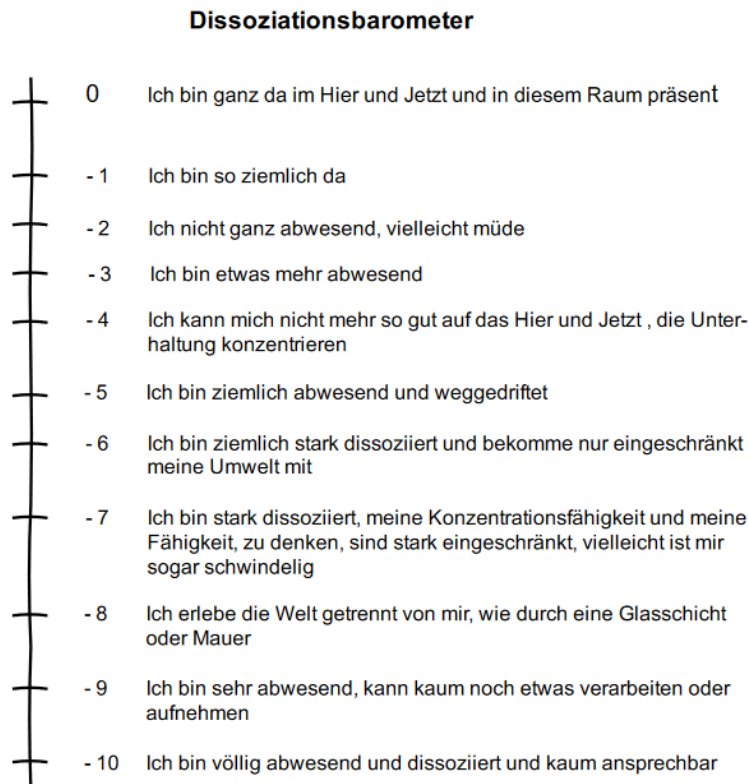 Dissoziationsbarometer
0 Ich bin ganz da im Hier und Jetzt und in diesem Raum präsent
- 1 Ich bin so ziemlich da
- 2 Ich nicht ganz abwesend, vielleicht müde
- 3 Ich bin etwas mehr abwesend
- 4 Ich kann mich nicht mehr so gut auf das Hier und Jetzt , die Unter-
haltung konzentrieren
- 5 Ich bin ziemlich abwesend und weggedriftet
- 6 Ich bin ziemlich stark dissoziiert und bekomme nur eingeschränkt
meine Umwelt mit
- 7 Ich bin stark dissoziiert, meine Konzentrationsfähigkeit und meine
Fähigkeit, zu denken, sind stark eingeschränkt, vielleicht ist mir
sogar schwindelig
- 8 Ich erlebe die Welt getrennt von mir, wie durch eine Glasschicht
oder Mauer
- 9 Ich bin sehr abwesend, kann kaum noch etwas verarbeiten oder
aufnehmen
- 10 Ich bin völlig abwesend und dissoziiert und kaum ansprechbar